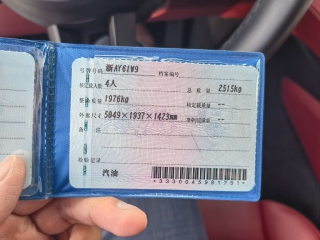 号牌号码 浙AY61W9 档案编号
核定载人数 4人 总质量 2515kg
整备质量 1976kg 核定载质量 --
外廓尺寸 5049×1937×1423mm 准牵引总质量 --
备注
检验记录
汽油
*3330045981751*